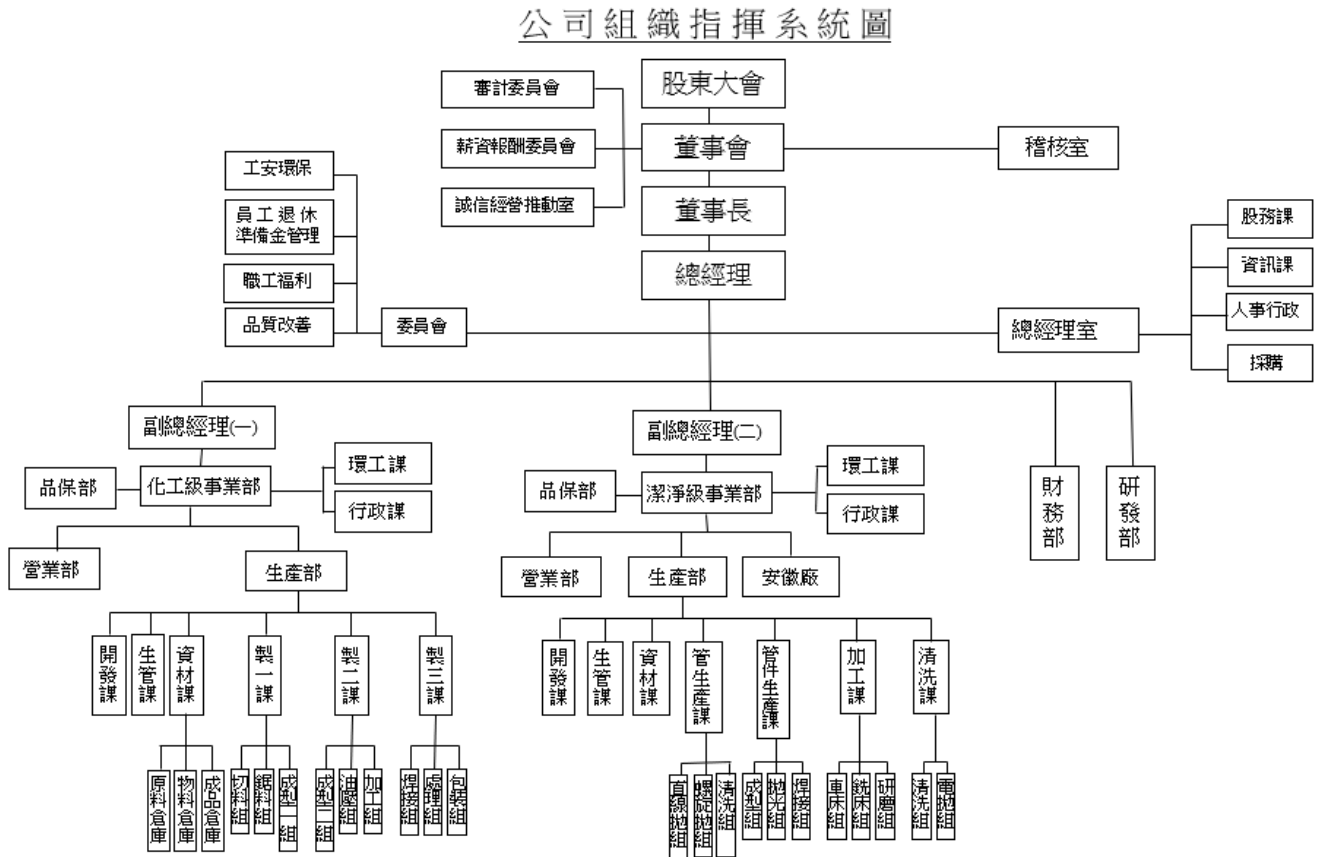 公司組織指揮系統圖
股東大會
審計委員會
董事會
薪資報酬委員會
稽核室
誠信經營推動室
董事長
總經理
工安環保
員工退休
準備金管理
職工福利
品質改善
委員會
總經理室
股務課
資訊課
人事行政
採購
副總經理(一)
副總經理(二)
財務部
研發部
品保部
化工級事業部
環工課
行政課
營業部
生產部
品保部
潔淨級事業部
環工課
行政課
營業部
生產部
安徽廠
開發課
生管課
資材課
製一課
製二課
製三課
原料倉庫
物料倉庫
成品倉庫
切料組
鋸料組
成型一組
成型二組
油壓組
加工組
焊接組
處理組
包裝組
開發課
生管課
資材課
管生產課
管件生產課
加工課
清洗課
直線拋組
螺旋拋組
清洗組
成型組
拋光組
焊接組
車床組
銑床組
研磨組
清洗組
電拋組